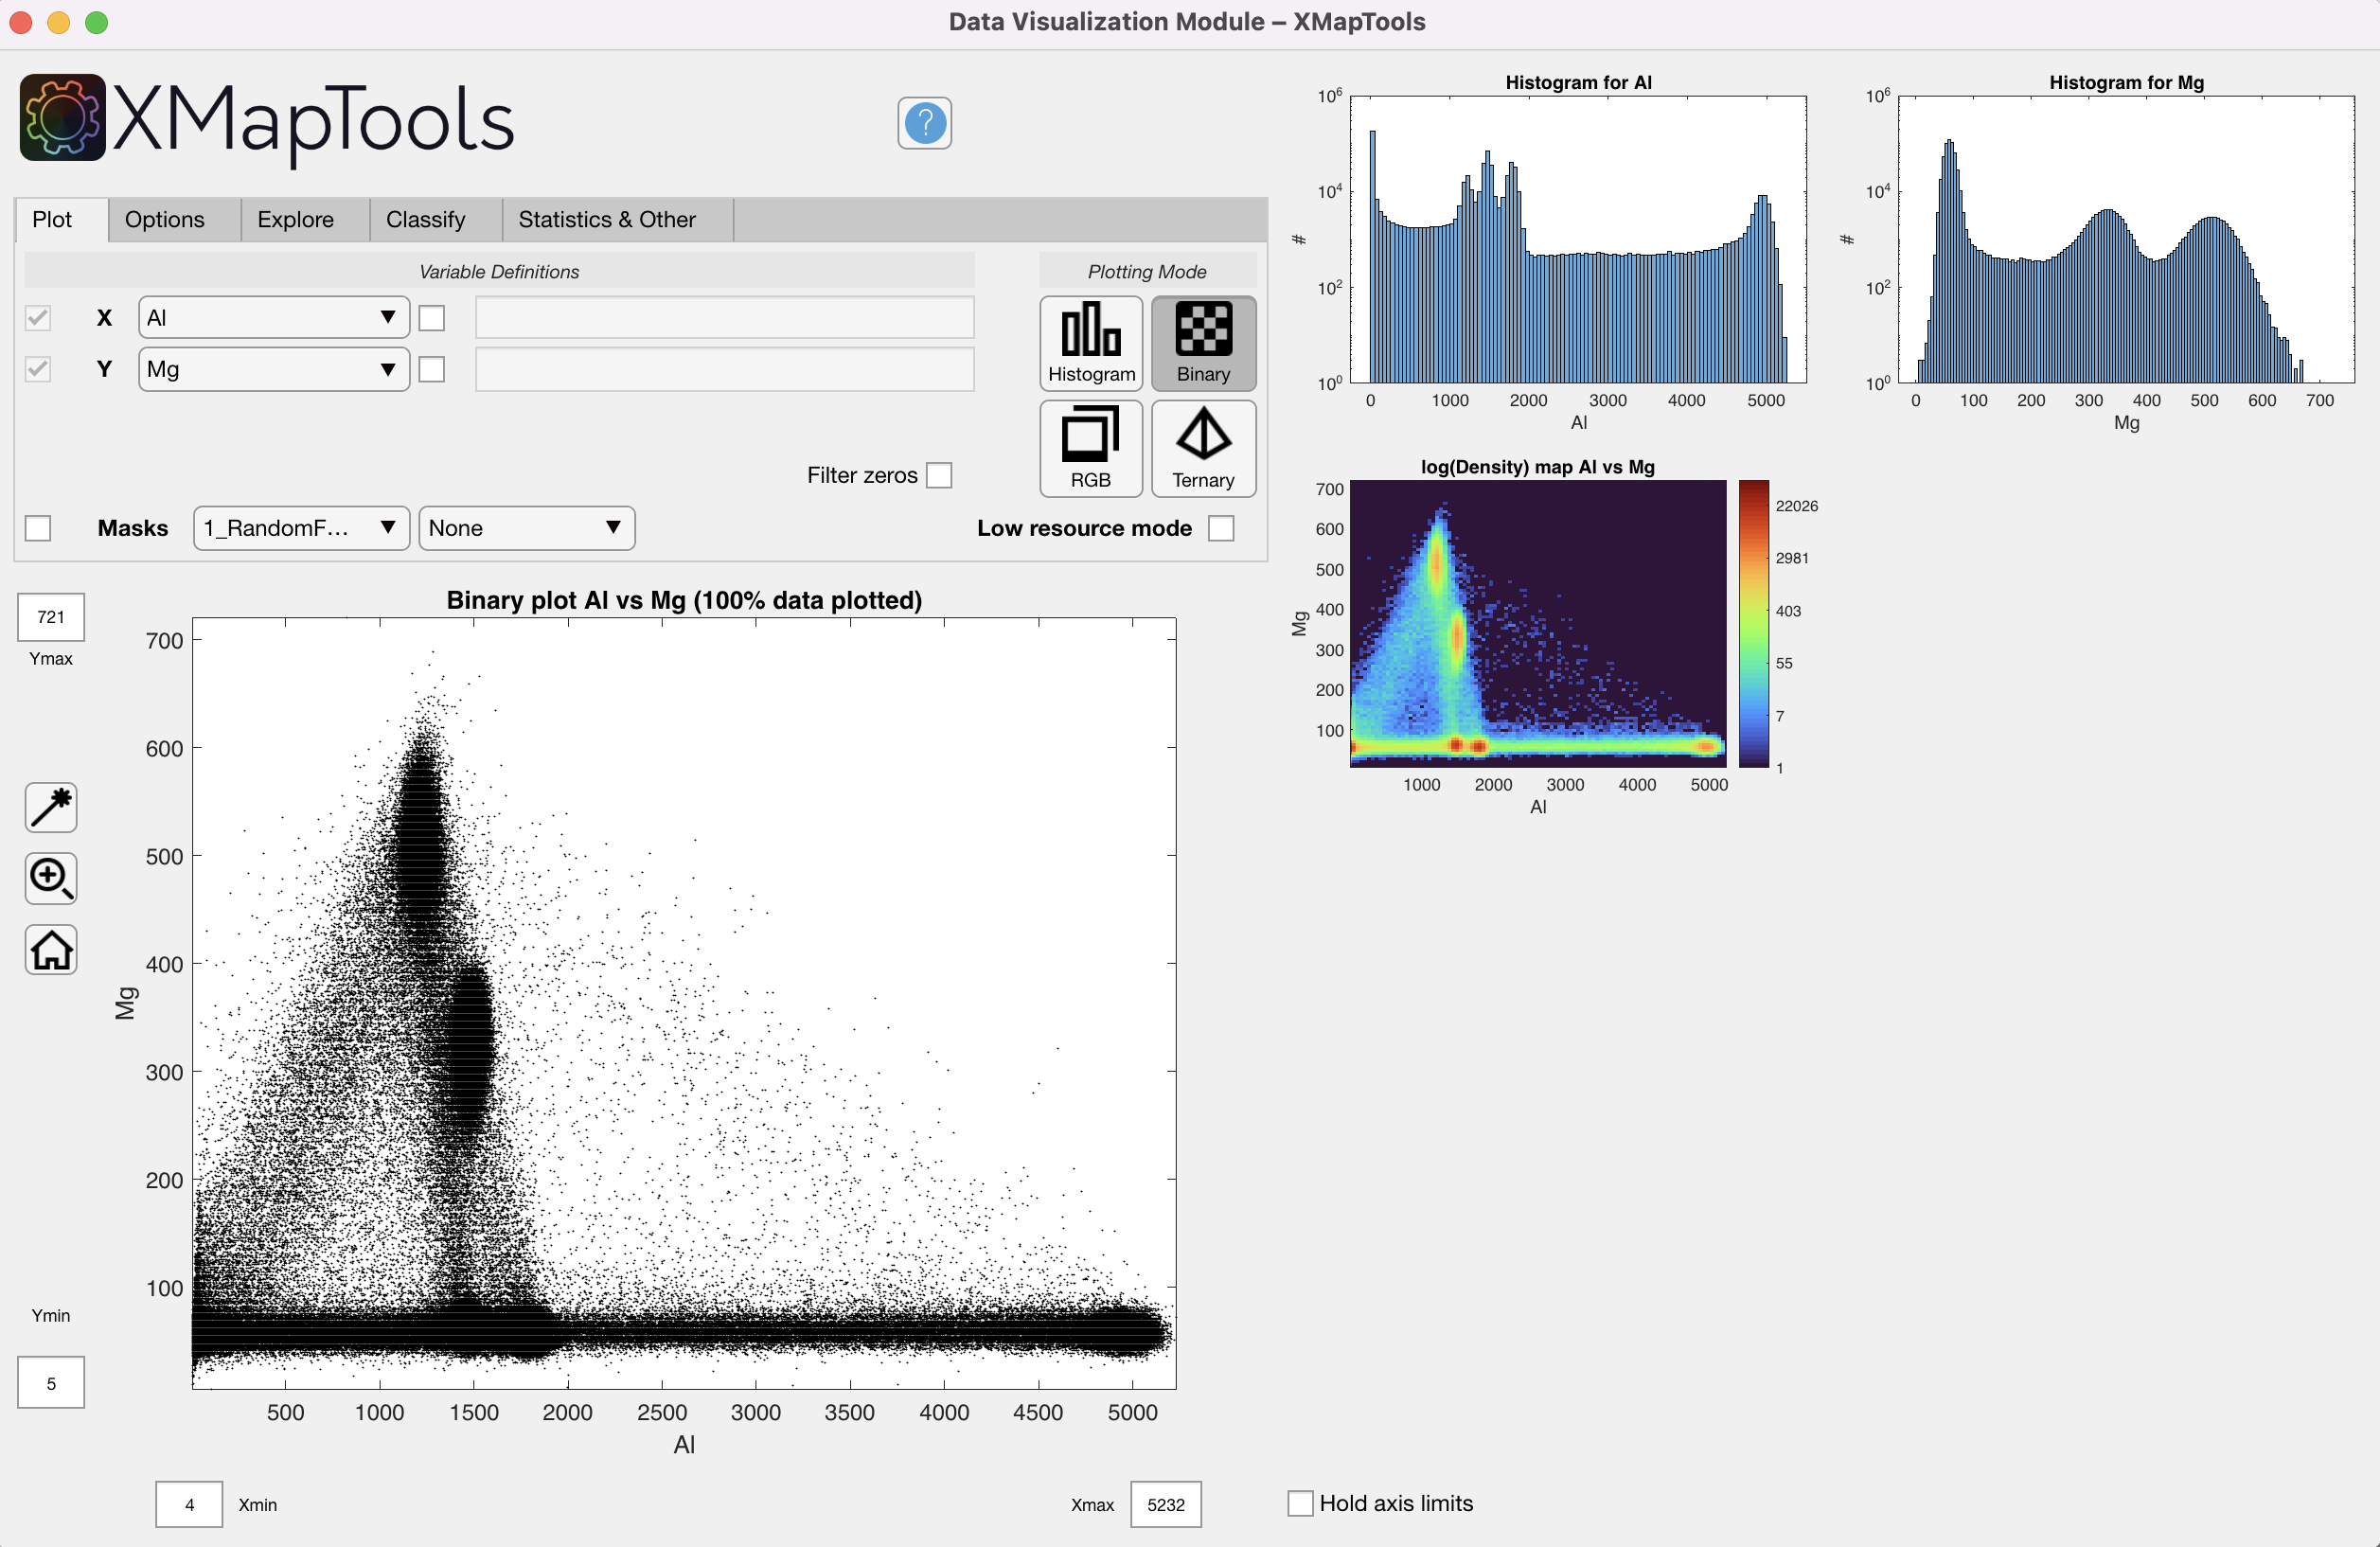 Data Visualization Module – XMapTools
XMapTools
?
Plot Options Explore Classify Statistics & Other
Variable Definitions
Plotting Mode
X Al
Y Mg
Histogram Binary
RGB Ternary
Filter zeros
Masks 1_RandomF... None
Low resource mode
721
Ymax
Ymin
5
Binary plot Al vs Mg (100% data plotted)
700
600
500
400
300
200
100
Mg
500 1000 1500 2000 2500 3000 3500 4000 4500 5000
Al
4 Xmin
Xmax 5232
Hold axis limits
Histogram for Al
10^6
10^4
10^2
10^0
#
0 1000 2000 3000 4000 5000
Al
Histogram for Mg
10^6
10^4
10^2
10^0
#
0 100 200 300 400 500 600 700
Mg
log(Density) map Al vs Mg
700
600
500
400
300
200
100
Mg
1000 2000 3000 4000 5000
Al
22026
2981
403
55
7
1